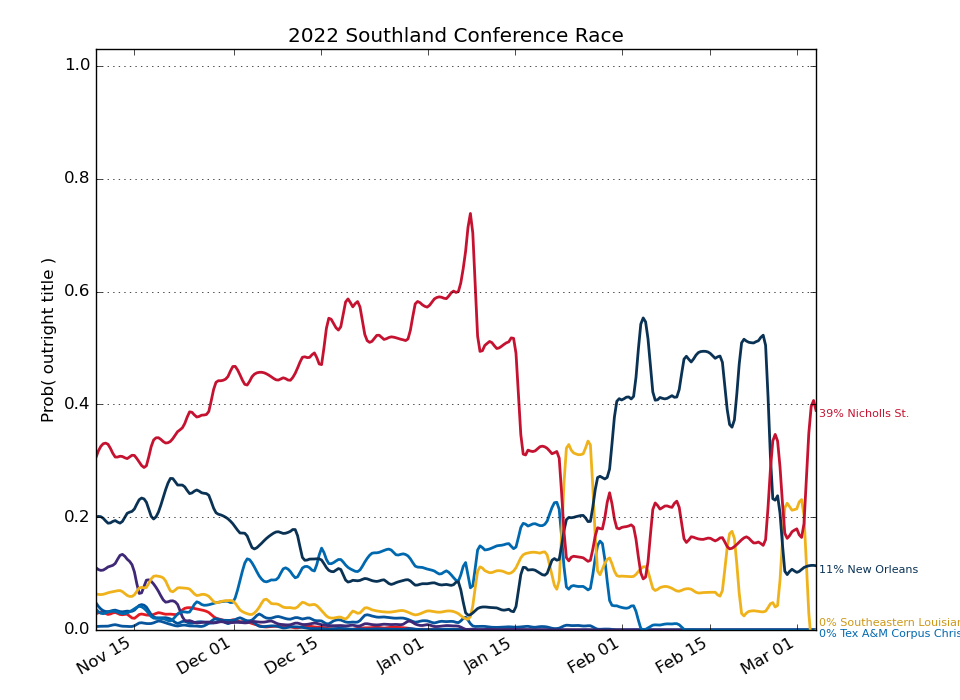 2022 Southland Conference Race
1.0
0.8
0.6
0.4
0.2
0.0
Prob( outright title )
39% Nicholls St.
11% New Orleans
0% Southeastern Louisian
0% Tex A&M Corpus Chris
Nov 15
Dec 01
Dec 15
Jan 01
Jan 15
Feb 01
Feb 15
Mar 01